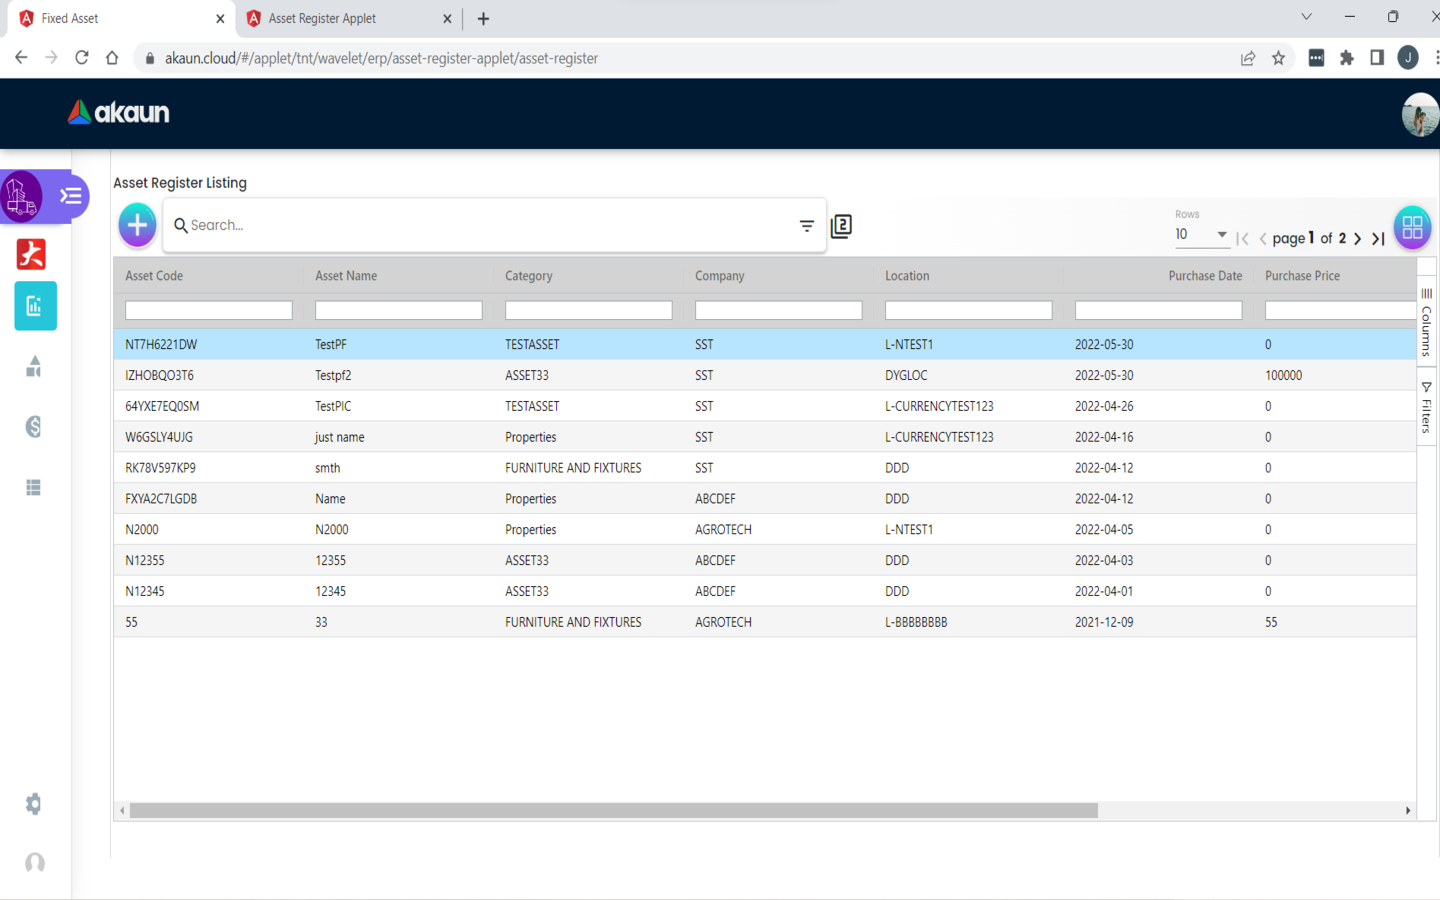 Fixed Asset
Asset Register Applet
akaun.cloud/#/applet/tnt/wavelet/erp/asset-register-applet/asset-register
J
akaun
Asset Register Listing
Search...
2
Rows
10
page 1 of 2
Asset Code Asset Name Category Company Location Purchase Date Purchase Price
NT7H6221DW TestPF TESTASSET SST L-NTEST1 2022-05-30 0
IZHOBQO3T6 Testpf2 ASSET33 SST DYGLOC 2022-05-30 100000
64YXE7EQ0SM TestPIC TESTASSET SST L-CURRENCYTEST123 2022-04-26 0
W6GSLY4UJG just name Properties SST L-CURRENCYTEST123 2022-04-16 0
RK78V597KP9 smth FURNITURE AND FIXTURES SST DDD 2022-04-12 0
FXYA2C7LGDB Name Properties ABCDEF DDD 2022-04-12 0
N2000 N2000 Properties AGROTECH L-NTEST1 2022-04-05 0
N12355 12355 ASSET33 ABCDEF DDD 2022-04-03 0
N12345 12345 ASSET33 ABCDEF DDD 2022-04-01 0
55 33 FURNITURE AND FIXTURES AGROTECH L-BBBBBBBB 2021-12-09 55
Columns
Filters